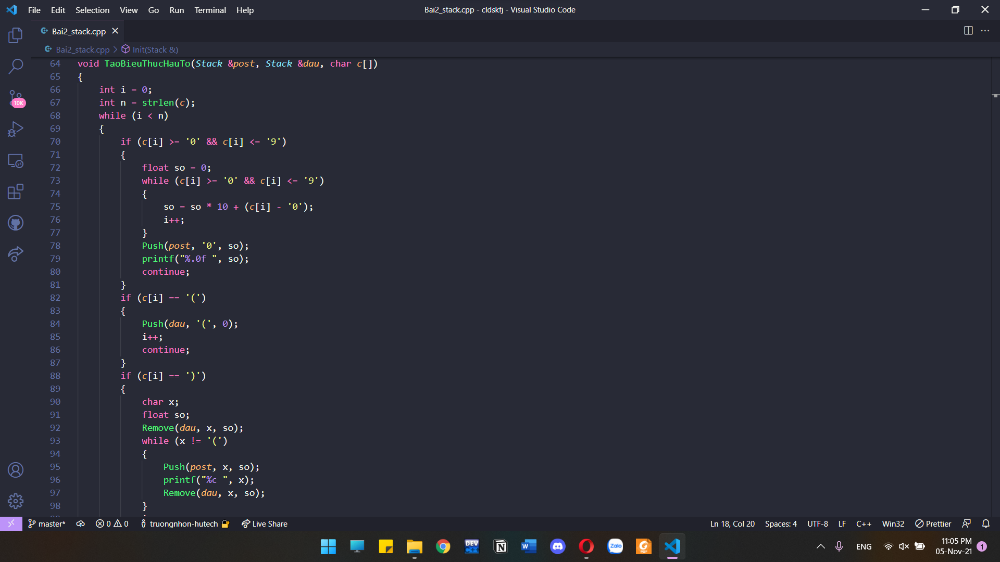 File Edit Selection View Go Run Terminal Help
Bai2_stack.cpp - cldskfj - Visual Studio Code
Bai2_stack.cpp
Bai2_stack.cpp > Init(Stack &)
64 void TaoBieuThucHauTo(Stack &post, Stack &dau, char c[])
65 {
66 int i = 0;
67 int n = strlen(c);
68 while (i < n)
69 {
70 if (c[i] >= '0' && c[i] <= '9')
71 {
72 float so = 0;
73 while (c[i] >= '0' && c[i] <= '9')
74 {
75 so = so * 10 + (c[i] - '0');
76 i++;
77 }
78 Push(post, '0', so);
79 printf("%.0f ", so);
80 continue;
81 }
82 if (c[i] == '(')
83 {
84 Push(dau, '(', 0);
85 i++;
86 continue;
87 }
88 if (c[i] == ')')
89 {
90 char x;
91 float so;
92 Remove(dau, x, so);
93 while (x != '(')
94 {
95 Push(post, x, so);
96 printf("%c ", x);
97 Remove(dau, x, so);
98 }
10K
master* 0 0 truongnhon-hutech Live Share
Ln 18, Col 20 Spaces: 4 UTF-8 LF C++ Win32 Prettier
DEV C++
N
W
Zalo
PDF
ENG
11:05 PM
05-Nov-21
1